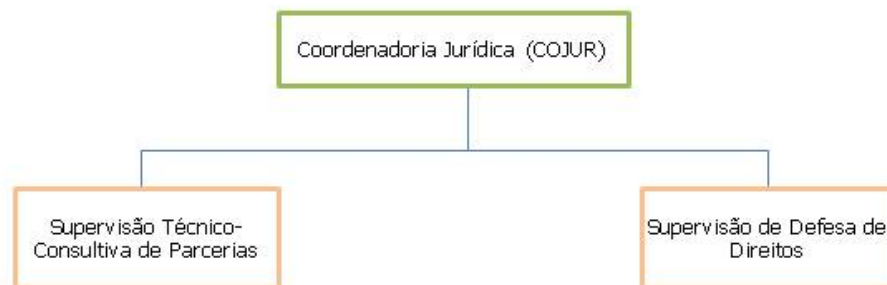 Coordenadoria Jurídica (COJUR)
Supervisão Técnico-
Consultiva de Parcerias
Supervisão de Defesa de
Direitos